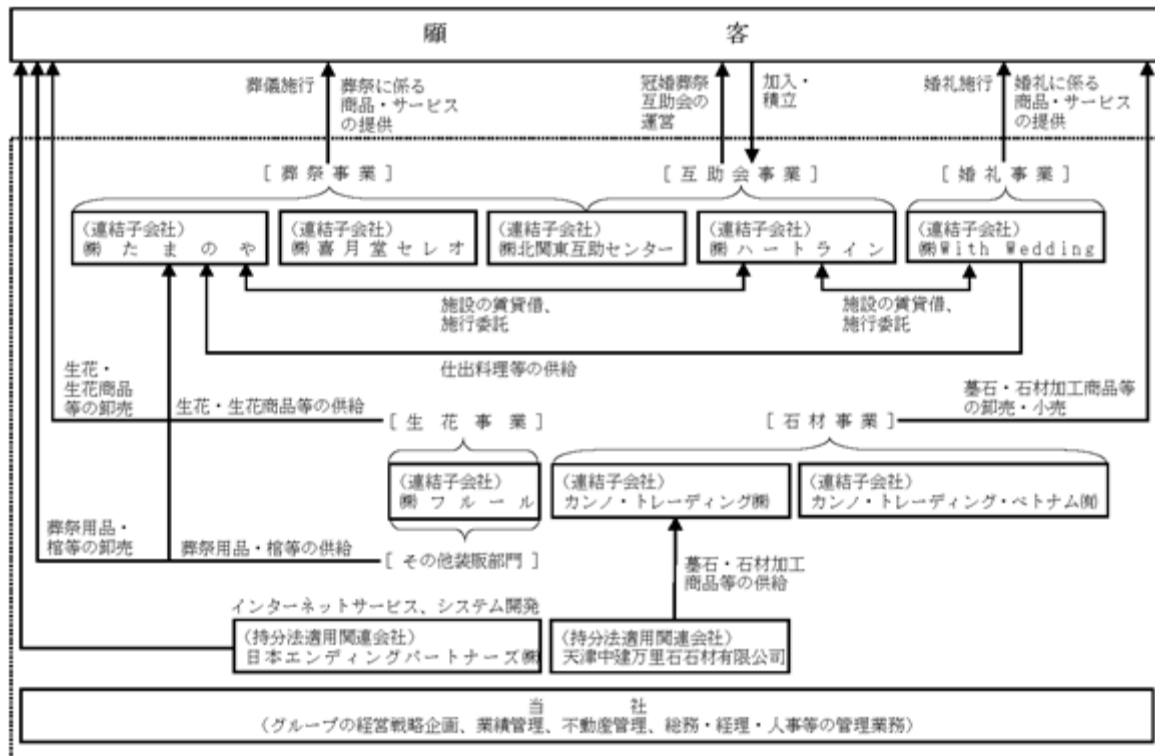 顧客
葬儀施行
葬祭に係る
商品・サービス
の提供
冠婚葬祭
互助会の
運営
加入・
積立
婚礼施行
婚礼に係る
商品・サービス
の提供
[葬祭事業]
[互助会事業]
[婚礼事業]
(連結子会社)
㈱たまのや
(連結子会社)
㈱喜月堂セレオ
(連結子会社)
㈱北関東互助センター
(連結子会社)
㈱ハートライン
(連結子会社)
㈱With Wedding
施設の賃貸借、
施行委託
施設の賃貸借、
施行委託
仕出料理等の供給
生花・
生花商品
等の卸売
生花・生花商品等の供給
[生花事業]
[石材事業]
墓石・石材加工商品等
の卸売・小売
(連結子会社)
㈱フルール
(連結子会社)
カンノ・トレーディング㈱
(連結子会社)
カンノ・トレーディング・ベトナム㈲
葬祭用品・
棺等の卸売
葬祭用品・棺等の供給
[その他装販部門]
墓石・石材加工
商品等の供給
インターネットサービス、システム開発
(持分法適用関連会社)
日本エンディングパートナーズ㈱
(持分法適用関連会社)
天津中建万里石石材有限公司
当社
(グループの経営戦略企画、業績管理、不動産管理、総務・経理・人事等の管理業務)